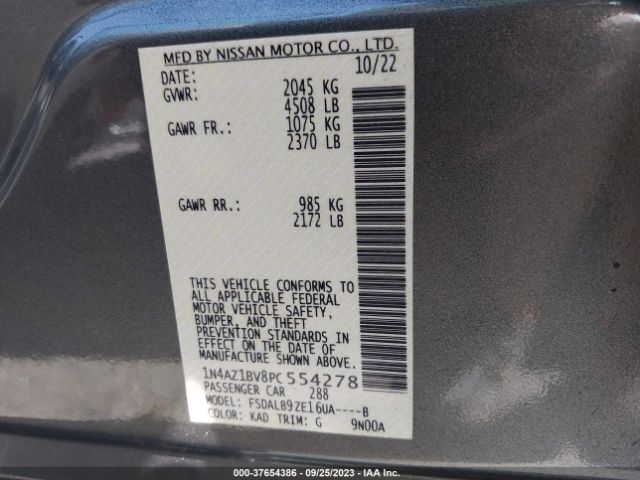 MFD BY NISSAN MOTOR CO., LTD.
DATE: 10/22
GVWR: 2045 KG
4508 LB
GAWR FR.: 1075 KG
2370 LB
GAWR RR.: 985 KG
2172 LB
THIS VEHICLE CONFORMS TO
ALL APPLICABLE FEDERAL
MOTOR VEHICLE SAFETY,
BUMPER, AND THEFT
PREVENTION STANDARDS IN
EFFECT ON THE DATE OF
MANUFACTURE SHOWN ABOVE.
1N4AZ1BV8PC554278
PASSENGER CAR 288
MODEL: FSDALB9ZE16UA----B
COLOR: KAD TRIM: G 9N00A
000-37654386 - 09/25/2023 - IAA Inc.